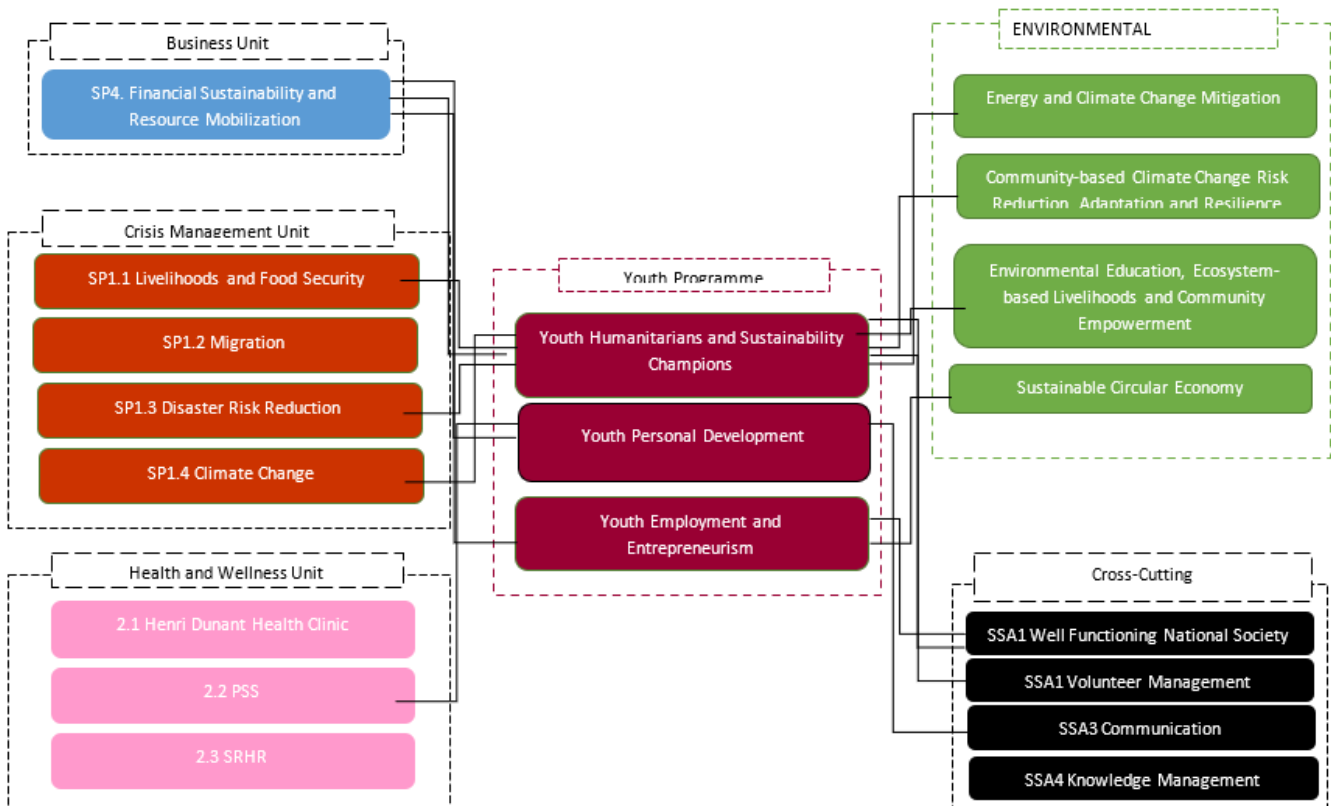 Business Unit
SP4. Financial Sustainability and
Resource Mobilization
Crisis Management Unit
SP1.1 Livelihoods and Food Security
SP1.2 Migration
SP1.3 Disaster Risk Reduction
SP1.4 Climate Change
Health and Wellness Unit
2.1 Henri Dunant Health Clinic
2.2 PSS
2.3 SRHR
Youth Programme
Youth Humanitarians and Sustainability
Champions
Youth Personal Development
Youth Employment and
Entrepreneurism
ENVIRONMENTAL
Energy and Climate Change Mitigation
Community-based Climate Change Risk
Reduction, Adaptation and Resilience
Environmental Education, Ecosystem-
based Livelihoods and Community
Empowerment
Sustainable Circular Economy
Cross-Cutting
SSA1 Well Functioning National Society
SSA1 Volunteer Management
SSA3 Communication
SSA4 Knowledge Management